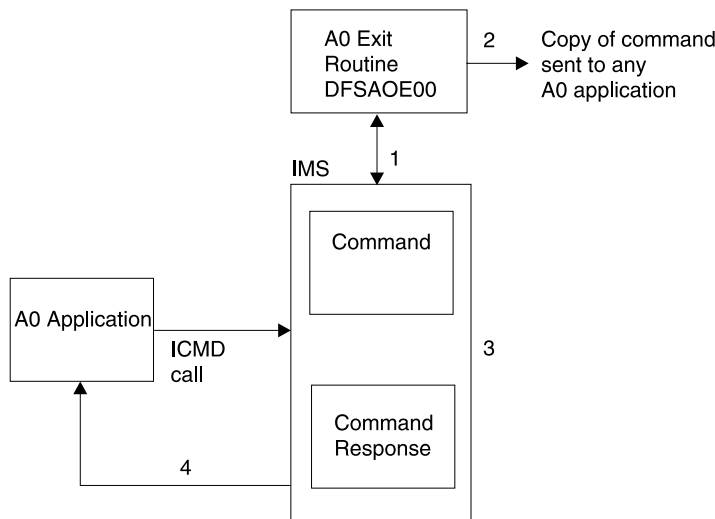 A0 Exit
Routine
DFSAOE00
2
Copy of command
sent to any
A0 application
1
IMS
Command
A0 Application
ICMD
call
3
Command
Response
4